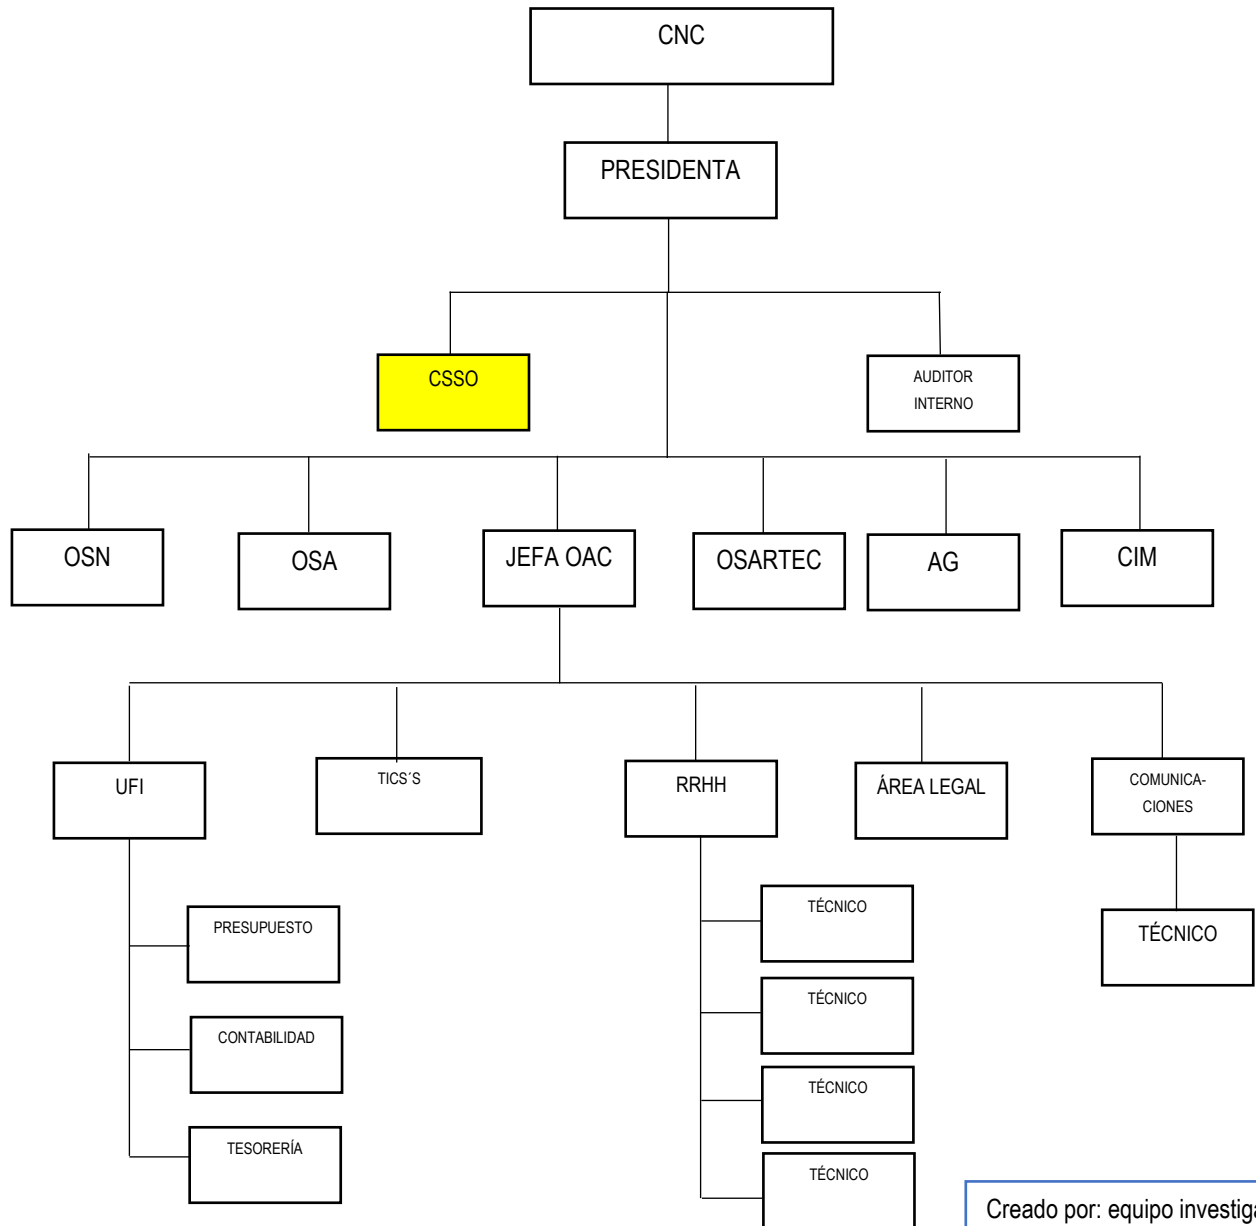 CNC
PRESIDENTA
CSSO
AUDITOR
INTERNO
OSN
OSA
JEFA OAC
OSARTEC
AG
CIM
UFI
TICS´S
RRHH
ÁREA LEGAL
COMUNICA-
CIONES
PRESUPUESTO
CONTABILIDAD
TESORERÍA
TÉCNICO
TÉCNICO
TÉCNICO
TÉCNICO
TÉCNICO
Creado por: equipo